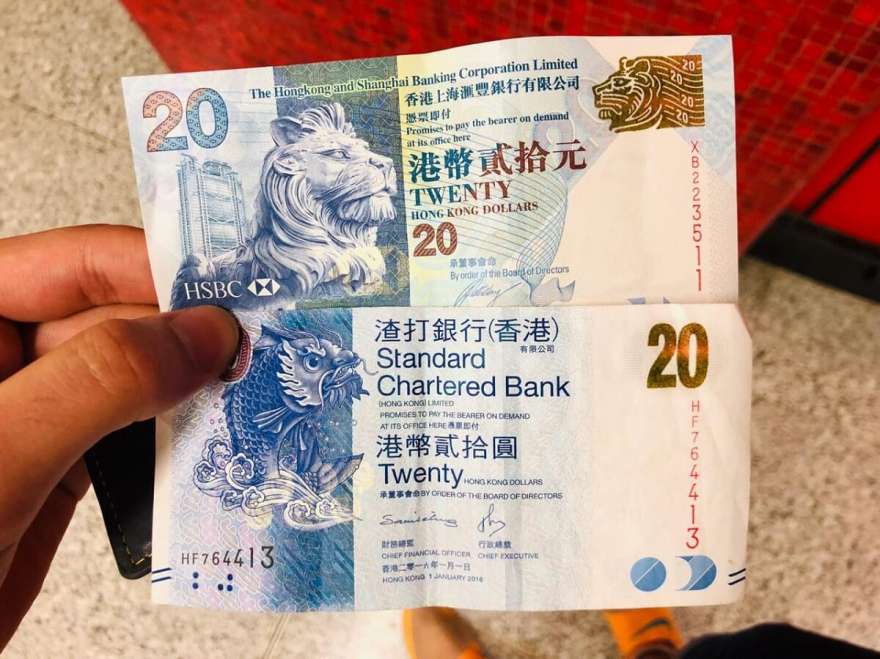 20
The Hongkong and Shanghai Banking Corporation Limited
香港上海滙豐銀行有限公司
憑票即付
Promises to pay the bearer on demand
at its office here
港幣貳拾元
TWENTY
HONG KONG DOLLARS
20
承董事會命
By order of the Board of Directors
HSBC
20
20
20
20
XB223511
渣打銀行(香港)
有限公司
Standard
Chartered Bank
(HONG KONG) LIMITED
PROMISES TO PAY THE BEARER ON DEMAND
AT ITS OFFICE HERE 憑票即付
港幣貳拾圓
Twenty HONG KONG DOLLARS
承董事會命 BY ORDER OF THE BOARD OF DIRECTORS
財務總監 行政總裁
CHIEF FINANCIAL OFFICER CHIEF EXECUTIVE
香港二〇一六年一月一日
HONG KONG 1 JANUARY 2016
HF764413
20
HF764413